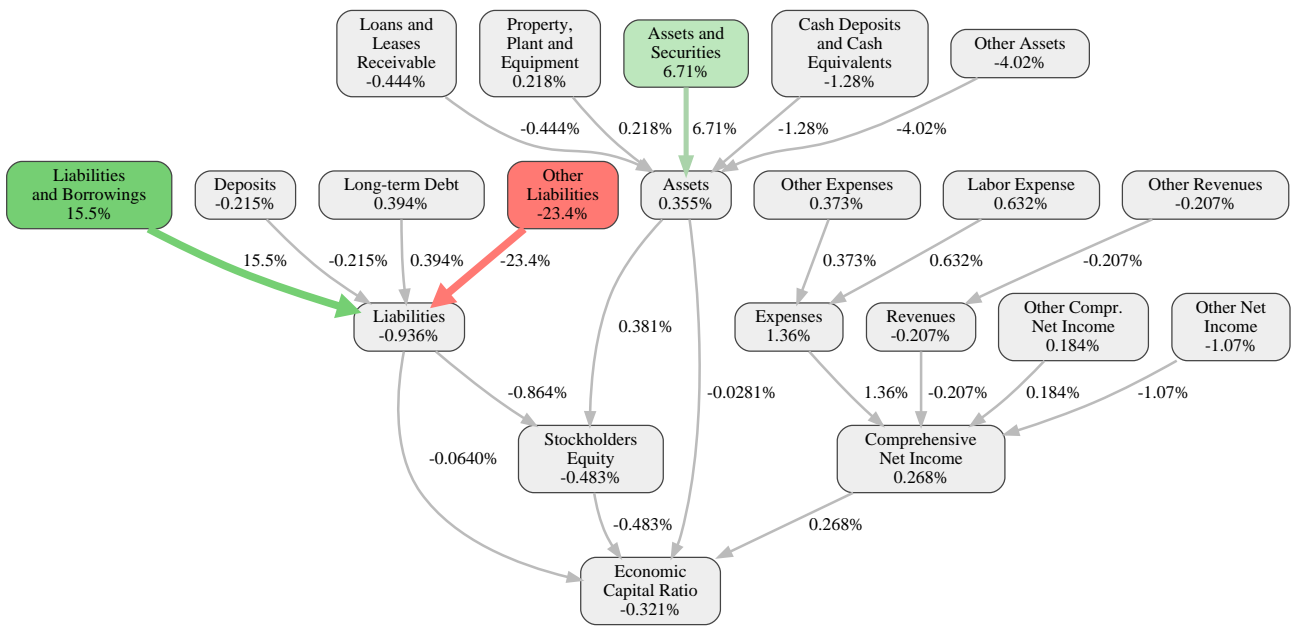 Loans and
Leases
Receivable
-0.444%
Property,
Plant and
Equipment
0.218%
Assets and
Securities
6.71%
Cash Deposits
and Cash
Equivalents
-1.28%
Other Assets
-4.02%
-0.444%
0.218%
6.71%
-1.28%
-4.02%
Liabilities
and Borrowings
15.5%
Deposits
-0.215%
Long-term Debt
0.394%
Other
Liabilities
-23.4%
Assets
0.355%
Other Expenses
0.373%
Labor Expense
0.632%
Other Revenues
-0.207%
15.5%
-0.215%
0.394%
-23.4%
0.373%
0.632%
-0.207%
Liabilities
-0.936%
0.381%
Expenses
1.36%
Revenues
-0.207%
Other Compr.
Net Income
0.184%
Other Net
Income
-1.07%
-0.864%
-0.0281%
1.36%
-0.207%
0.184%
-1.07%
-0.0640%
Stockholders
Equity
-0.483%
Comprehensive
Net Income
0.268%
-0.483%
0.268%
Economic
Capital Ratio
-0.321%